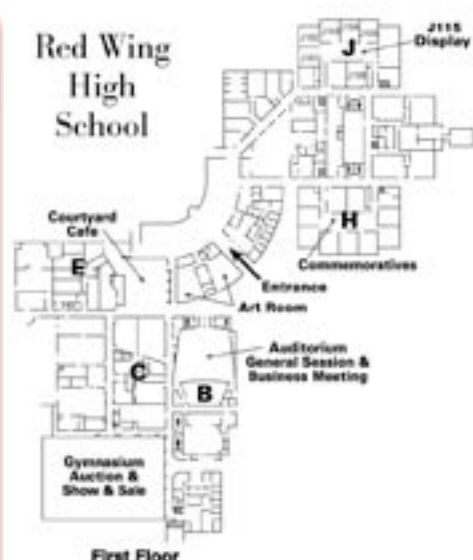 Red Wing
High
School
J115
Display
J
Courtyard
Cafe
H
E
Commemoratives
Entrance
Art Room
Auditorium
General Session &
Business Meeting
C
B
Gymnasium
Auction &
Show & Sale
First Floor